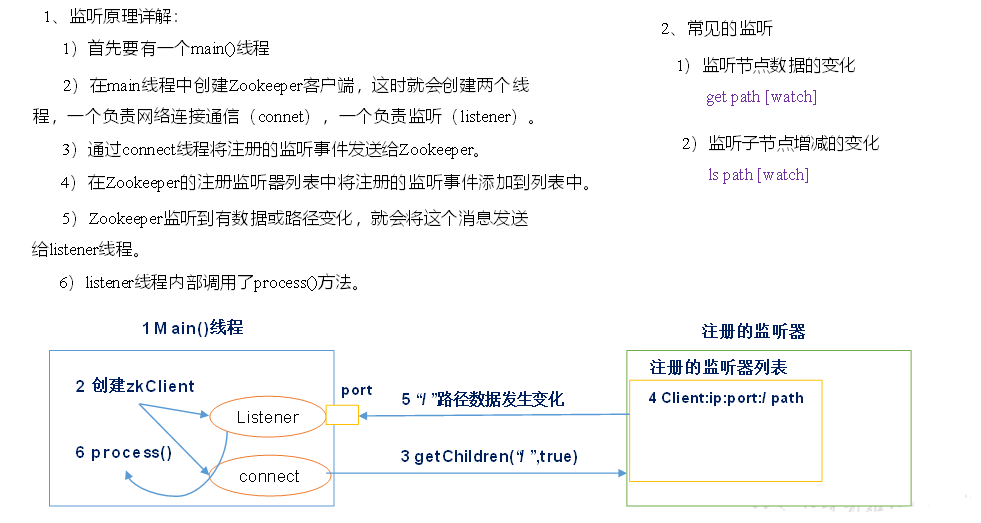 1、监听原理详解：
1）首先要有一个main()线程
2）在main线程中创建Zookeeper客户端，这时就会创建两个线
程，一个负责网络连接通信（connet），一个负责监听（listener）。
3）通过connect线程将注册的监听事件发送给Zookeeper。
4）在Zookeeper的注册监听器列表中将注册的监听事件添加到列表中。
5）Zookeeper监听到有数据或路径变化，就会将这个消息发送
给listener线程。
6）listener线程内部调用了process()方法。
2、常见的监听
1）监听节点数据的变化
get path [watch]
2）监听子节点增减的变化
ls path [watch]
1 Main()线程
2 创建zkClient
Listener
port
6 process()
connect
5 “/ ”路径数据发生变化
3 getChildren(“/ ”,true)
注册的监听器
注册的监听器列表
4 Client:ip:port:/ path